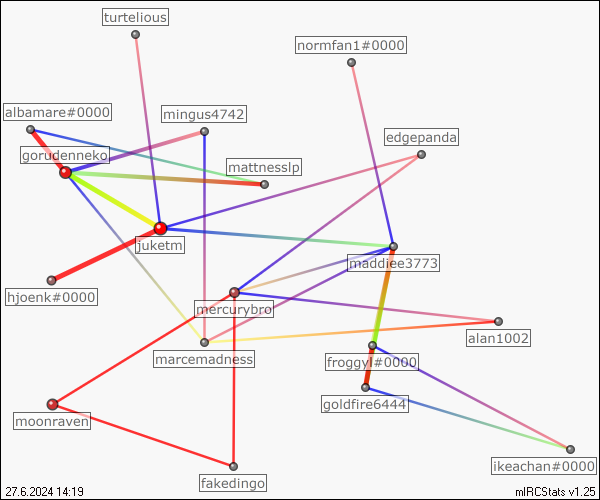 turtelious
normfan1#0000
albamare#0000
mingus4742
edgepanda
gorudenneko
mattnesslp
juketm
maddiee3773
hjoenk#0000
mercurybro
alan1002
marcemadness
froggyl#0000
goldfire6444
moonraven
ikeachan#0000
fakedingo
27.6.2024 14:19
mIRCStats v1.25